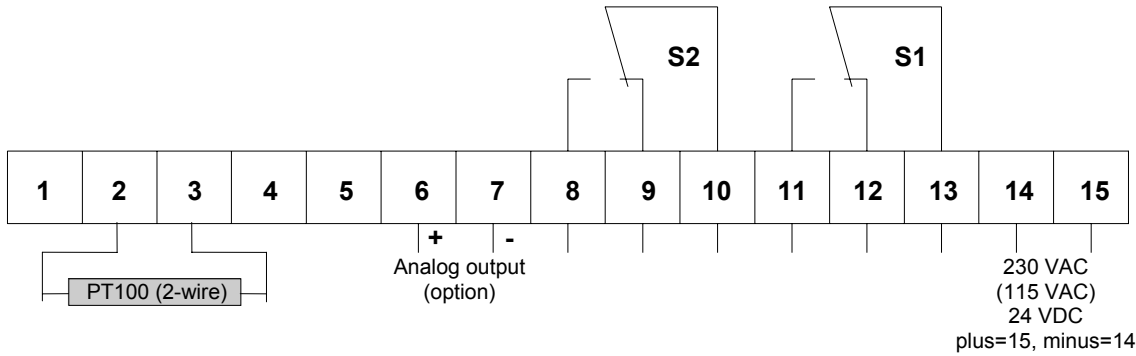 S2
S1
1 2 3 4 5 6 7 8 9 10 11 12 13 14 15
+ -
PT100 (2-wire)
Analog output
(option)
230 VAC
(115 VAC)
24 VDC
plus=15, minus=14